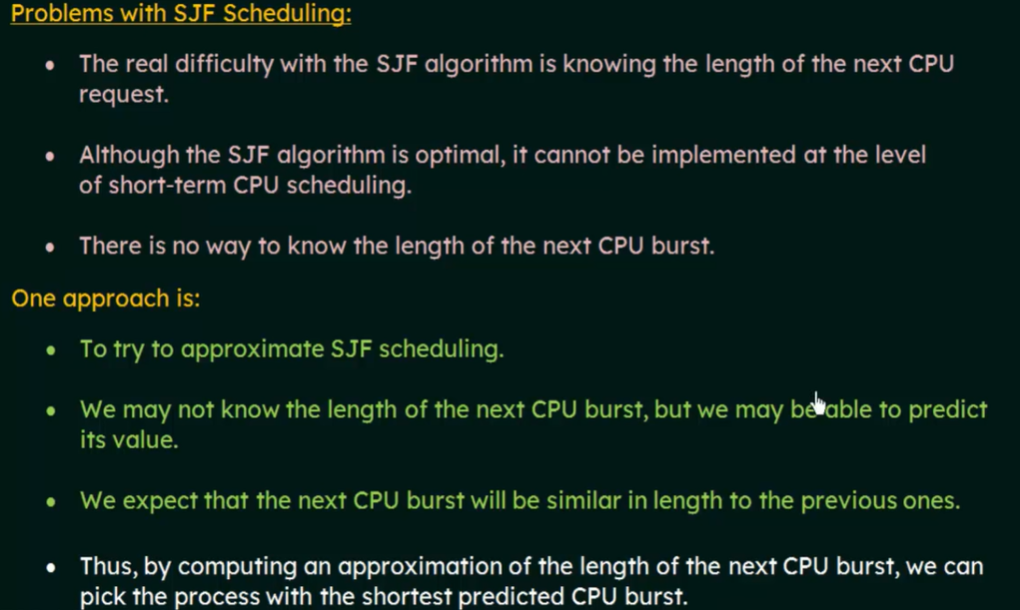 Problems with SJF Scheduling:
• The real difficulty with the SJF algorithm is knowing the length of the next CPU
request.
• Although the SJF algorithm is optimal, it cannot be implemented at the level
of short-term CPU scheduling.
• There is no way to know the length of the next CPU burst.
One approach is:
• To try to approximate SJF scheduling.
• We may not know the length of the next CPU burst, but we may be able to predict
its value.
• We expect that the next CPU burst will be similar in length to the previous ones.
• Thus, by computing an approximation of the length of the next CPU burst, we can
pick the process with the shortest predicted CPU burst.